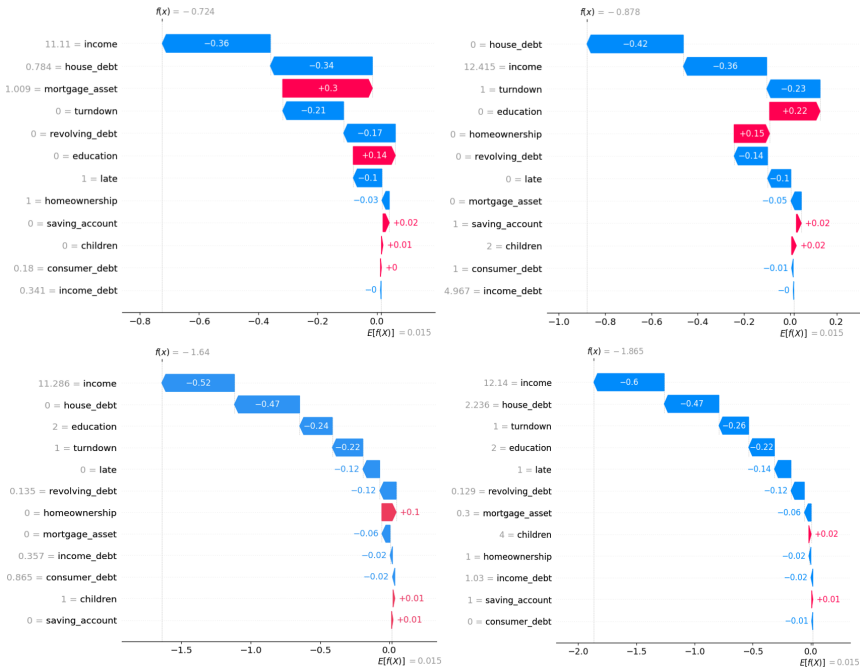 f(x) = −0.724
11.11 = income −0.36
0.784 = house_debt −0.34
1.009 = mortgage_asset +0.3
0 = turndown −0.21
0 = revolving_debt −0.17
0 = education +0.14
1 = late −0.1
1 = homeownership −0.03
0 = saving_account +0.02
0 = children +0.01
0.18 = consumer_debt +0
0.341 = income_debt −0
−0.8 −0.6 −0.4 −0.2 0.0
E[f(X)] = 0.015
f(x) = −0.878
0 = house_debt −0.42
12.415 = income −0.36
1 = turndown −0.23
0 = education +0.22
0 = homeownership +0.15
0 = revolving_debt −0.14
0 = late −0.1
0 = mortgage_asset −0.05
1 = saving_account +0.02
2 = children +0.02
1 = consumer_debt −0.01
4.967 = income_debt −0
−1.0 −0.8 −0.6 −0.4 −0.2 0.0 0.2
E[f(X)] = 0.015
f(x) = −1.64
11.286 = income −0.52
0 = house_debt −0.47
2 = education −0.24
1 = turndown −0.22
0 = late −0.12
0.135 = revolving_debt −0.12
0 = homeownership +0.1
0 = mortgage_asset −0.06
0.357 = income_debt −0.02
0.865 = consumer_debt −0.02
1 = children +0.01
0 = saving_account +0.01
−1.5 −1.0 −0.5 0.0
E[f(X)] = 0.015
f(x) = −1.865
12.14 = income −0.6
2.236 = house_debt −0.47
1 = turndown −0.26
2 = education −0.22
1 = late −0.14
0.129 = revolving_debt −0.12
0.3 = mortgage_asset −0.06
4 = children +0.02
1 = homeownership −0.02
1.03 = income_debt −0.02
1 = saving_account +0.01
0 = consumer_debt −0.01
−2.0 −1.5 −1.0 −0.5 0.0
E[f(X)] = 0.015